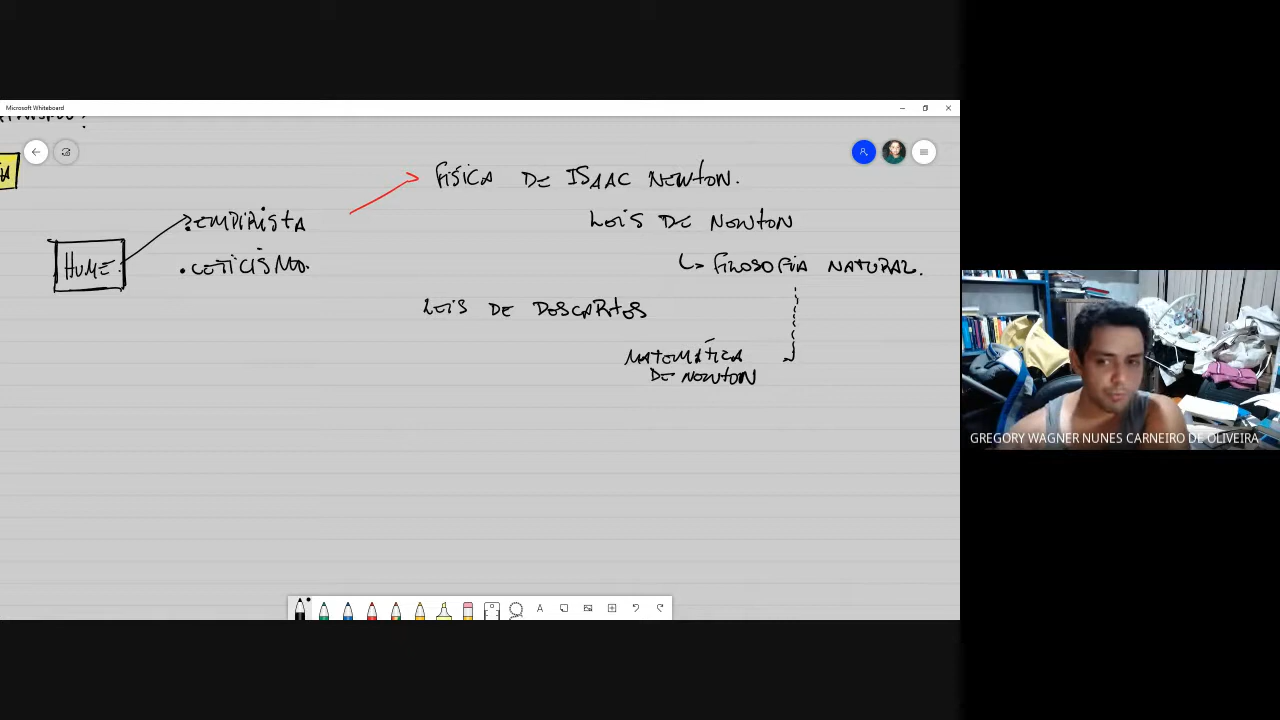 Microsoft Whiteboard
FÍSICA DE ISAAC NEWTON.
EMPIRISTA
LEIS DE NEWTON
HUME
CETICISMO.
FILOSOFIA NATURAL.
LEIS DE DESCARTES
MATEMÁTICA
DE NEWTON
GREGORY WAGNER NUNES CARNEIRO DE OLIVEIRA